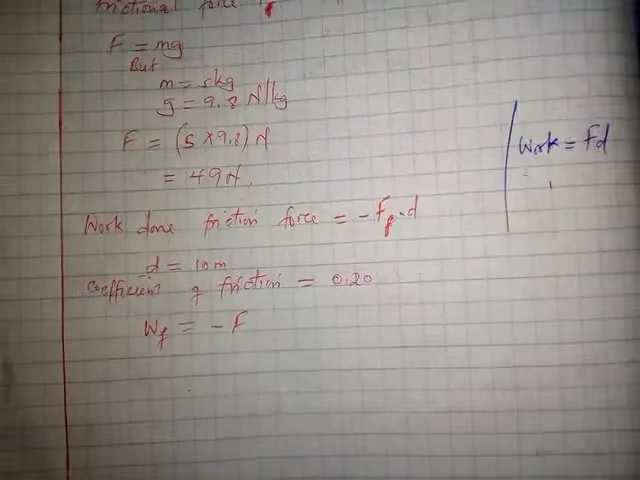 frictional force
F = mg
But
m = 5kg
g = 9.8 N/kg
F = (5 × 9.8) N
= 49N.
Work = Fd
Work done friction force = -Ff.d
d = 10m
Coefficient of friction = 0.20
Wf = - F